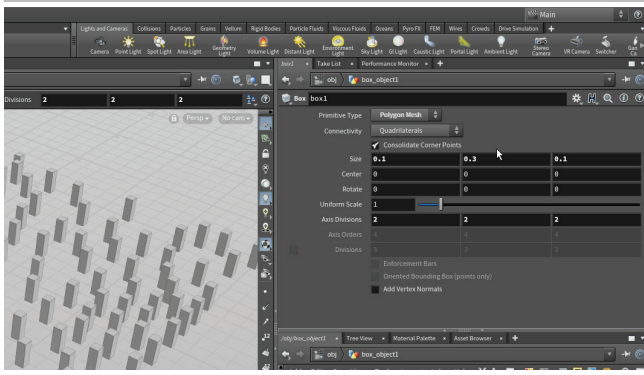 Main
Lights and Cameras Collisions Particles Grains Vellum Rigid Bodies Particle Fluids Viscous Fluids Oceans Pyro FX FEM Wires Crowds Drive Simulation +
Camera Point Light Spot Light Area Light Geometry Light Volume Light Distant Light Environment Light Sky Light GI Light Caustic Light Portal Light Ambient Light Stereo Camera VR Camera Switcher
box1 × Take List × Performance Monitor × +
obj box_object1
Divisions 2 2 2
Box box1
Persp No cam
Primitive Type Polygon Mesh
Connectivity Quadrilaterals
Consolidate Corner Points
Size 0.1 0.3 0.1
Center 0 0 0
Rotate 0 0 0
Uniform Scale 1
Axis Divisions 2 2 2
Axis Orders 4 4 4
Divisions 3 3 3
Enforcement Bars
Oriented Bounding Box (points only)
Add Vertex Normals
/obj/box_object1 × Tree View × Material Palette × Asset Browser × +
obj box_object1